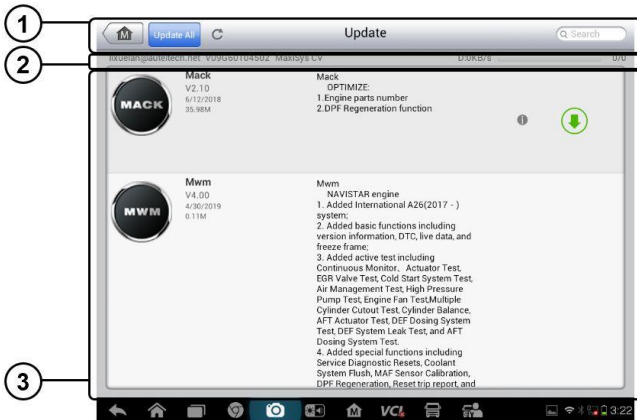 1
Update All
Update
Search
2
lixuelan@auteltech.net V09G60104502 MaxiSys CV
D:0KB/s
0/0
Mack
V2.10
6/12/2018
35.98M
MACK
Mack
OPTIMIZE:
1.Engine parts number
2.DPF Regeneration function
Mwm
V4.00
4/30/2019
0.11M
MWM
Mwm
NAVISTAR engine
1. Added International A26(2017 - )
system;
2. Added basic functions including
version information, DTC, live data, and
freeze frame;
3. Added active test including
Continuous Monitor、Actuator Test,
EGR Valve Test, Cold Start System Test,
Air Management Test, High Pressure
Pump Test, Engine Fan Test,Multiple
Cylinder Cutout Test, Cylinder Balance,
AFT Actuator Test, DEF Dosing System
Test, DEF System Leak Test, and AFT
Dosing System Test.
4. Added special functions including
Service Diagnostic Resets, Coolant
System Flush, MAF Sensor Calibration,
DPF Regeneration, Reset trip report, and
3
VCI
3:22